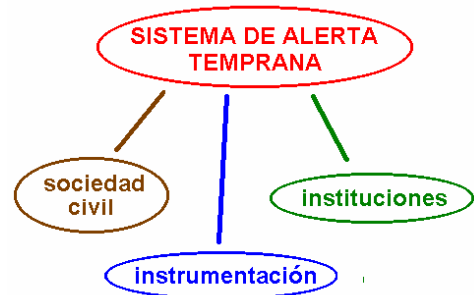 SISTEMA DE ALERTA
TEMPRANA
sociedad
civil
instituciones
instrumentación